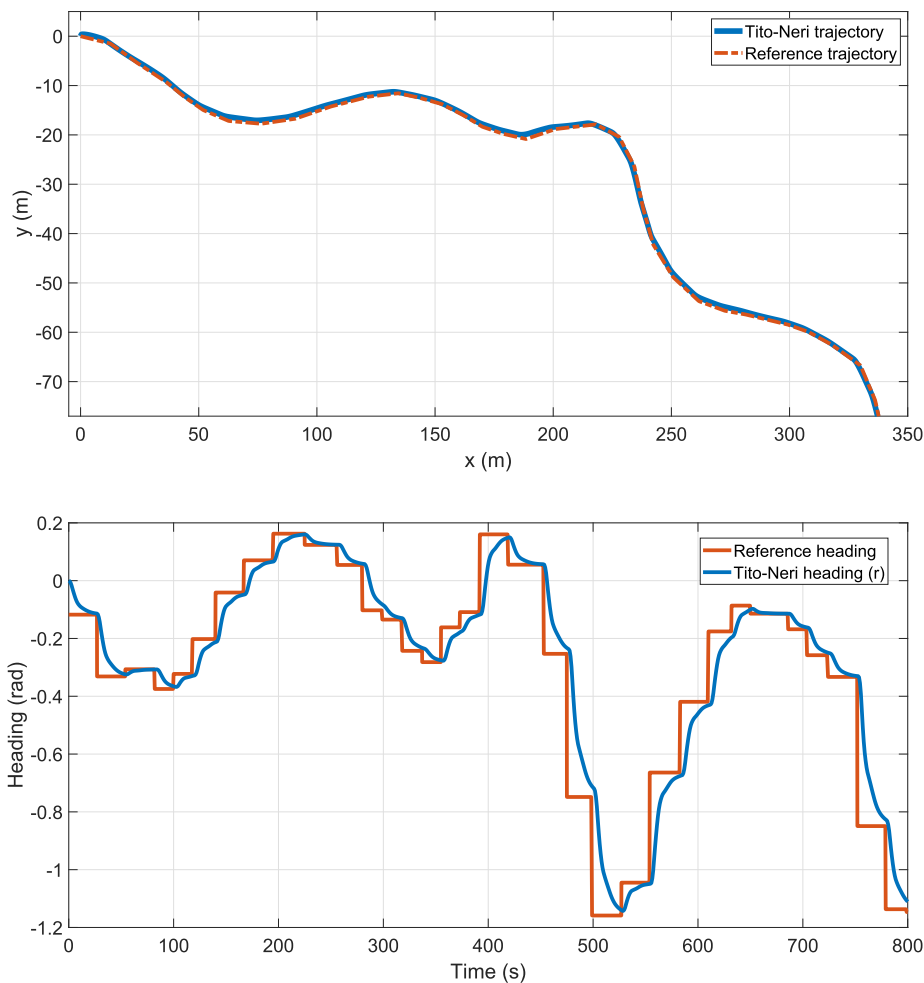 Tito-Neri trajectory
Reference trajectory
0
-10
-20
-30
-40
-50
-60
-70
y (m)
0 50 100 150 200 250 300 350
x (m)
0.2
0
-0.2
-0.4
-0.6
-0.8
-1
-1.2
Heading (rad)
Reference heading
Tito-Neri heading (r)
0 100 200 300 400 500 600 700 800
Time (s)